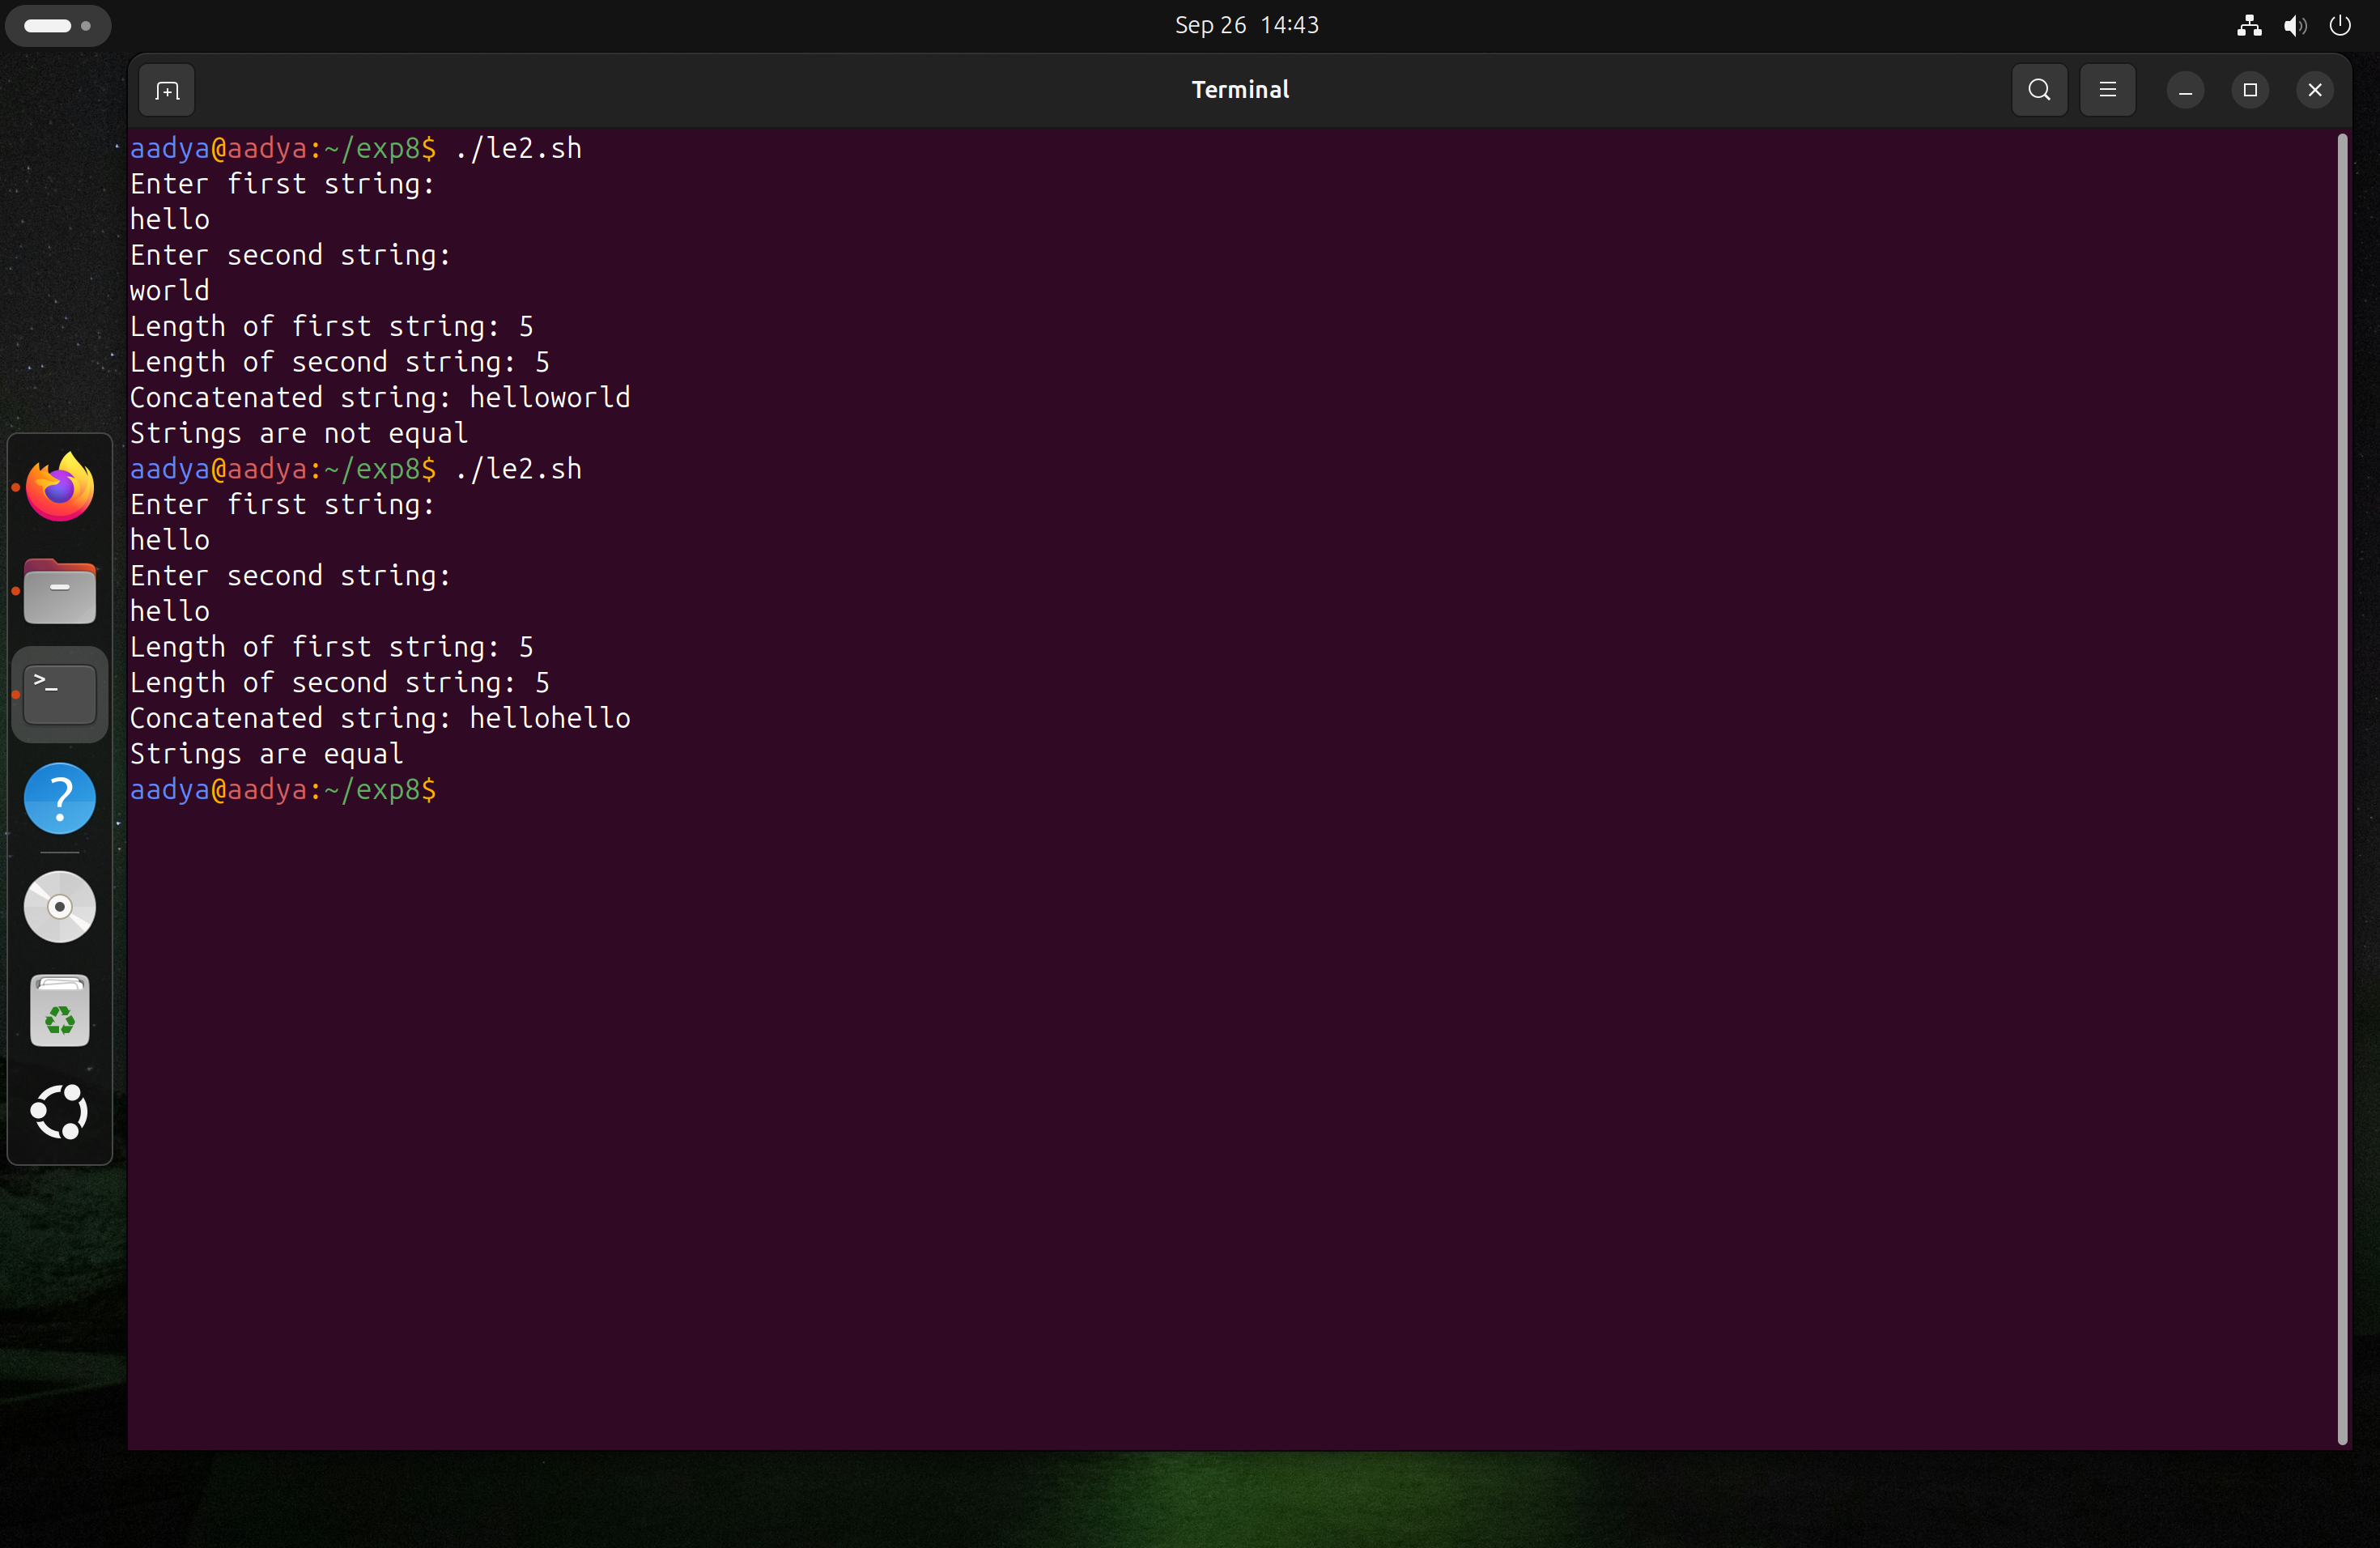 Sep 26 14:43
Terminal
aadya@aadya:~/exp8$ ./le2.sh
Enter first string:
hello
Enter second string:
world
Length of first string: 5
Length of second string: 5
Concatenated string: helloworld
Strings are not equal
aadya@aadya:~/exp8$ ./le2.sh
Enter first string:
hello
Enter second string:
hello
Length of first string: 5
Length of second string: 5
Concatenated string: hellohello
Strings are equal
aadya@aadya:~/exp8$